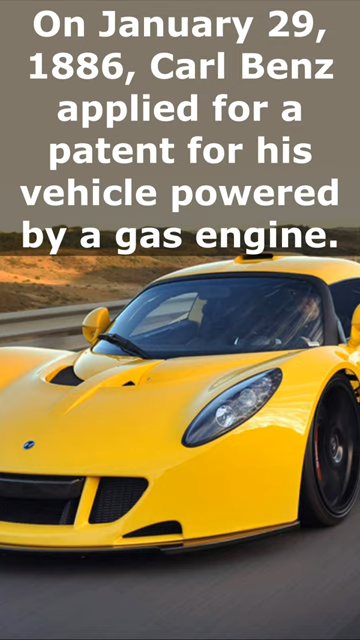 On January 29,
1886, Carl Benz
applied for a
patent for his
vehicle powered
by a gas engine.